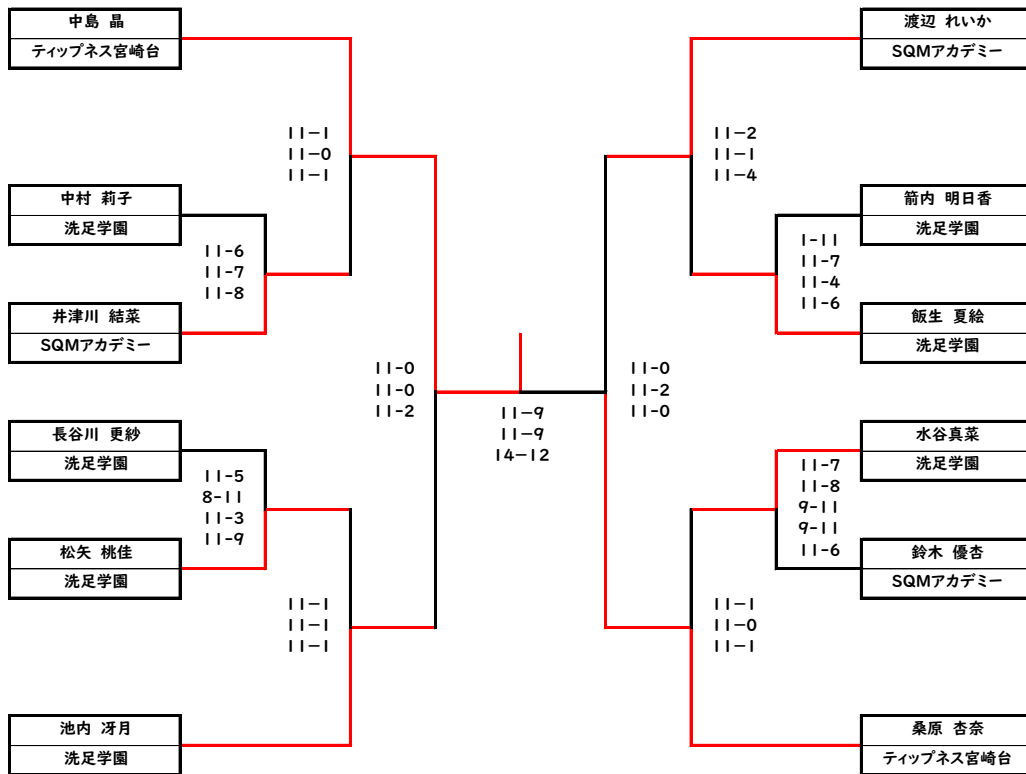 中島 晶
ティップネス宮崎台
11-1
11-0
11-1
中村 莉子
洗足学園
11-6
11-7
11-8
井津川 結菜
SQMアカデミー
11-0
11-0
11-2
長谷川 更紗
洗足学園
11-5
8-11
11-3
11-9
松矢 桃佳
洗足学園
11-1
11-1
11-1
池内 冴月
洗足学園
11-9
11-9
14-12
渡辺 れいか
SQMアカデミー
11-2
11-1
11-4
箭内 明日香
洗足学園
1-11
11-7
11-4
11-6
飯生 夏絵
洗足学園
11-0
11-2
11-0
水谷真菜
洗足学園
11-7
11-8
9-11
9-11
11-6
鈴木 優杏
SQMアカデミー
11-1
11-0
11-1
桑原 杏奈
ティップネス宮崎台